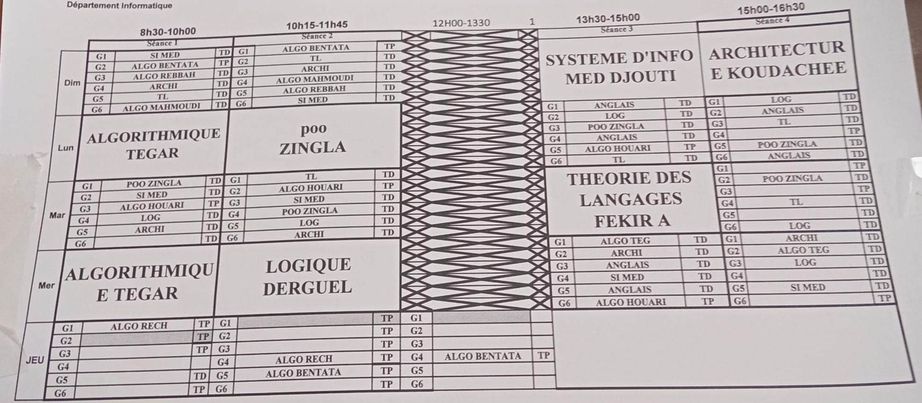 Département Informatique
8h30-10h00 10h15-11h45 12H00-1330 1 13h30-15h00 15h00-16h30
Séance 1 Séance 2 Séance 3 Séance 4
Dim
G1 SI MED TD G1 ALGO BENTATA TP
G2 ALGO BENTATA TP G2 TL TD
G3 ALGO REBBAH TD G3 ARCHI TD
G4 ARCHI TD G4 ALGO MAHMOUDI TD
G5 TL TD G5 ALGO REBBAH TD
G6 ALGO MAHMOUDI TD G6 SI MED TD
SYSTEME D'INFO
MED DJOUTI
ARCHITECTUR
E KOUDACHEE
Lun
ALGORITHMIQUE
TEGAR
poo
ZINGLA
G1 ANGLAIS TD G1 LOG TD
G2 LOG TD G2 ANGLAIS TD
G3 POO ZINGLA TD G3 TL TD
G4 ANGLAIS TD G4 TP
G5 ALGO HOUARI TP G5 POO ZINGLA TD
G6 TL TD G6 ANGLAIS TD
Mar
G1 POO ZINGLA TD G1 TL TD
G2 SI MED TD G2 ALGO HOUARI TP
G3 ALGO HOUARI TP G3 SI MED TD
G4 LOG TD G4 POO ZINGLA TD
G5 ARCHI TD G5 LOG TD
G6 TD G6 ARCHI TD
THEORIE DES
LANGAGES
FEKIR A
G1 TP
G2 POO ZINGLA TD
G3 TP
G4 TL TD
G5
G6 LOG TD
Mer
ALGORITHMIQU
E TEGAR
LOGIQUE
DERGUEL
G1 ALGO TEG TD G1 ARCHI TD
G2 ARCHI TD G2 ALGO TEG TD
G3 ANGLAIS TD G3 LOG TD
G4 SI MED TD G4 TD
G5 ANGLAIS TD G5 SI MED TD
G6 ALGO HOUARI TP G6 TP
JEU
G1 ALGO RECH TP G1 TP G1
G2 TP G2 TP G2
G3 TP G3 TP G3
G4 G4 ALGO RECH TP G4 ALGO BENTATA TP
G5 TD G5 ALGO BENTATA TP G5
G6 TP G6 TP G6